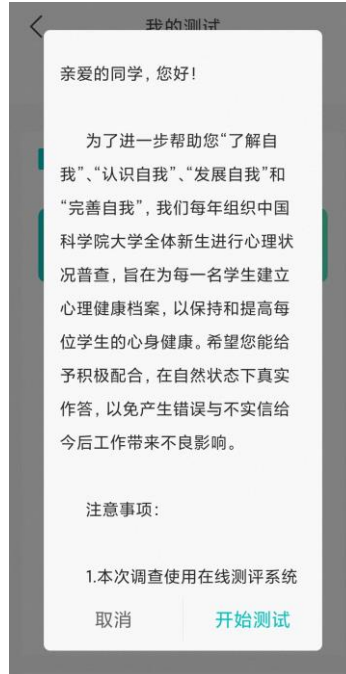 我的测试
亲爱的同学，您好！
为了进一步帮助您“了解自
我”、“认识自我”、“发展自我”和
“完善自我”，我们每年组织中国
科学院大学全体新生进行心理状
况普查，旨在为每一名学生建立
心理健康档案，以保持和提高每
位学生的心身健康。希望您能给
予积极配合，在自然状态下真实
作答，以免产生错误与不实信给
今后工作带来不良影响。
注意事项：
1.本次调查使用在线测评系统
取消 开始测试